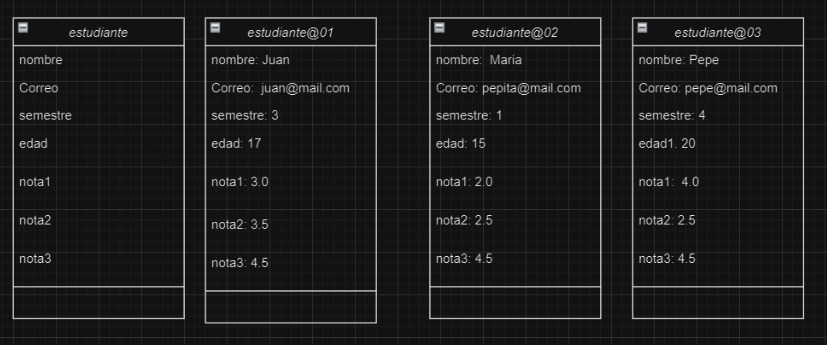 estudiante
nombre
Correo
semestre
edad
nota1
nota2
nota3
estudiante@01
nombre: Juan
Correo: juan@mail.com
semestre: 3
edad: 17
nota1: 3.0
nota2: 3.5
nota3: 4.5
estudiante@02
nombre: Maria
Correo: pepita@mail.com
semestre: 1
edad: 15
nota1: 2.0
nota2: 2.5
nota3: 4.5
estudiante@03
nombre: Pepe
Correo: pepe@mail.com
semestre: 4
edad1. 20
nota1: 4.0
nota2: 2.5
nota3: 4.5